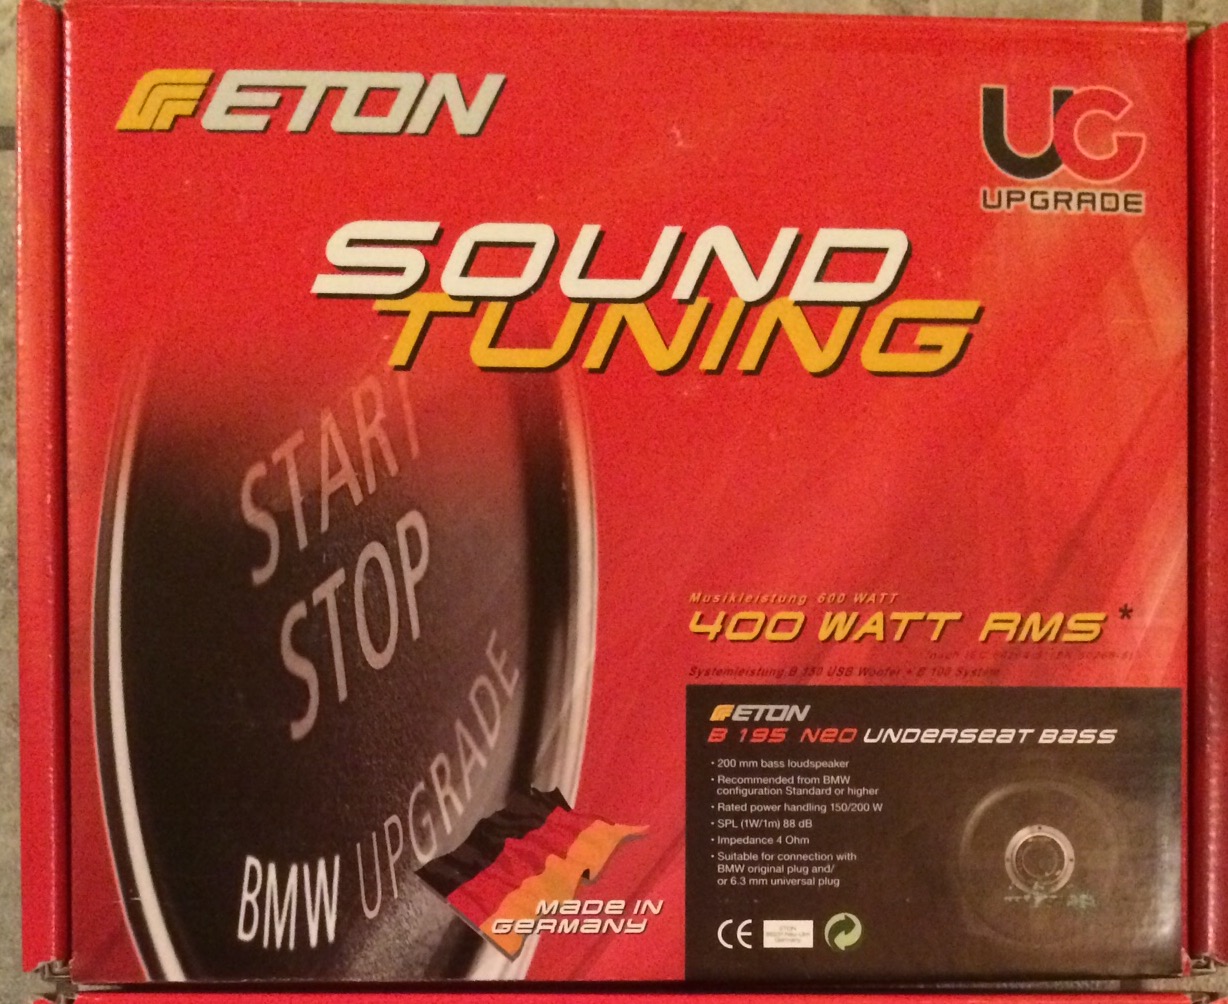 ETON
UG
UPGRADE
SOUND
TUNING
START
STOP
BMW UPGRADE
MADE IN
GERMANY
Musikleistung 600 WATT
400 WATT RMS*
Systemleistung B 150 USB Woofer + B 100 System
ETON
B 195 NEO UNDERSEAT BASS
• 200 mm bass loudspeaker
• Recommended from BMW
configuration Standard or higher
• Rated power handling 150/200 W
• SPL (1W/1m) 88 dB
• Impedance 4 Ohm
• Suitable for connection with
BMW original plug and/
or 6.3 mm universal plug
CE
ETON
Germany